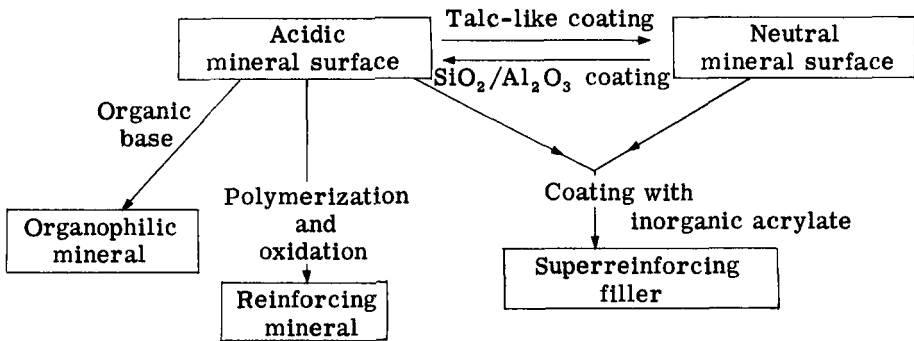 Acidic
mineral surface
Talc-like coating
SiO₂/Al₂O₃ coating
Neutral
mineral surface
Organic
base
Organophilic
mineral
Polymerization
and
oxidation
Reinforcing
mineral
Coating with
inorganic acrylate
Superreinforcing
filler